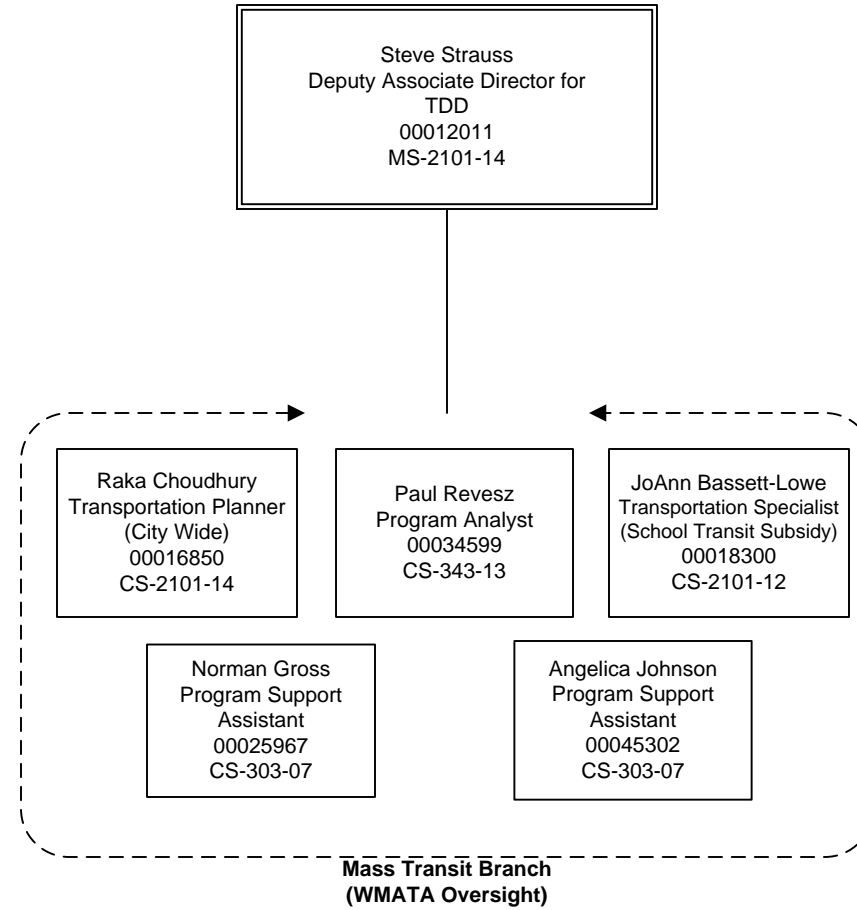 Steve Strauss
Deputy Associate Director for
TDD
00012011
MS-2101-14
Raka Choudhury
Transportation Planner
(City Wide)
00016850
CS-2101-14
Paul Revesz
Program Analyst
00034599
CS-343-13
JoAnn Bassett-Lowe
Transportation Specialist
(School Transit Subsidy)
00018300
CS-2101-12
Norman Gross
Program Support
Assistant
00025967
CS-303-07
Angelica Johnson
Program Support
Assistant
00045302
CS-303-07
Mass Transit Branch
(WMATA Oversight)